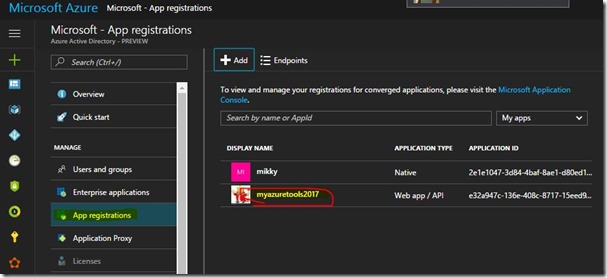 Microsoft Azure Microsoft - App registrations
Microsoft - App registrations
Azure Active Directory - PREVIEW
Search (Ctrl+/)
Overview
Quick start
MANAGE
Users and groups
Enterprise applications
App registrations
Application Proxy
Licenses
Add Endpoints
To view and manage your registrations for converged applications, please visit the Microsoft Application
Console.
Search by name or AppId My apps
DISPLAY NAME APPLICATION TYPE APPLICATION ID
MI mikky Native 2e1e1047-3d84-4baf-8ae1-d80ed1...
myazuretools2017 Web app / API e32a947c-136e-408c-8717-15eed9...